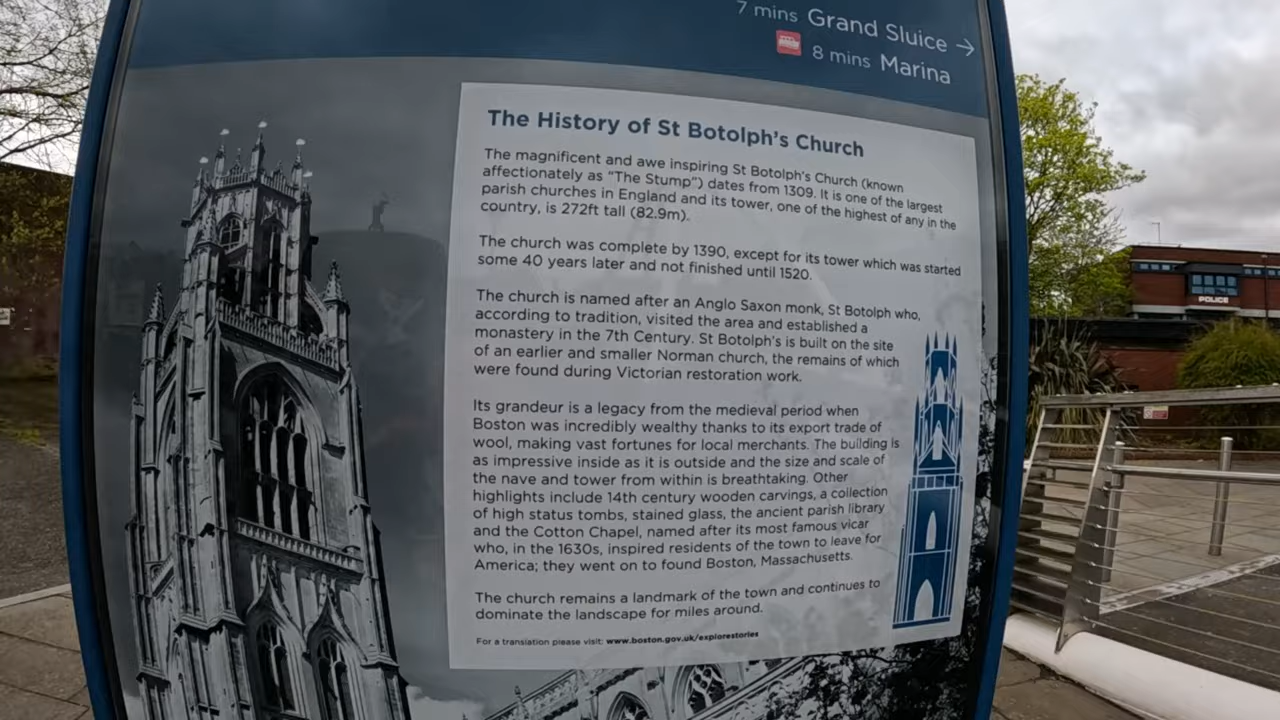 7 mins Grand Sluice →
8 mins Marina
The History of St Botolph's Church
The magnificent and awe inspiring St Botolph's Church (known
affectionately as "The Stump") dates from 1309. It is one of the largest
parish churches in England and its tower, one of the highest of any in the
country, is 272ft tall (82.9m).
The church was complete by 1390, except for its tower which was started
some 40 years later and not finished until 1520.
The church is named after an Anglo Saxon monk, St Botolph who,
according to tradition, visited the area and established a
monastery in the 7th Century. St Botolph's is built on the site
of an earlier and smaller Norman church, the remains of which
were found during Victorian restoration work.
Its grandeur is a legacy from the medieval period when
Boston was incredibly wealthy thanks to its export trade of
wool, making vast fortunes for local merchants. The building is
as impressive inside as it is outside and the size and scale of
the nave and tower from within is breathtaking. Other
highlights include 14th century wooden carvings, a collection
of high status tombs, stained glass, the ancient parish library
and the Cotton Chapel, named after its most famous vicar
who, in the 1630s, inspired residents of the town to leave for
America; they went on to found Boston, Massachusetts.
The church remains a landmark of the town and continues to
dominate the landscape for miles around.
For a translation please visit: www.boston.gov.uk/explorestories
POLICE